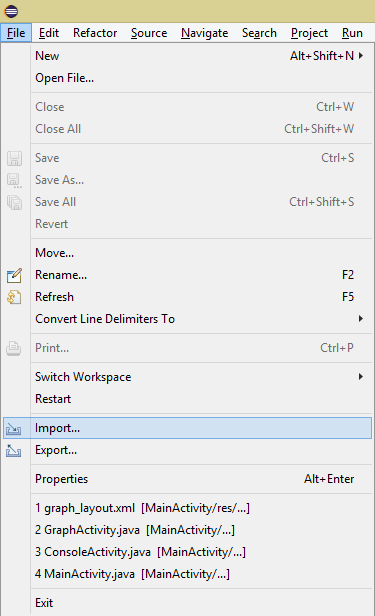 File Edit Refactor Source Navigate Search Project Run
New Alt+Shift+N
Open File...
Close Ctrl+W
Close All Ctrl+Shift+W
Save Ctrl+S
Save As...
Save All Ctrl+Shift+S
Revert
Move...
Rename... F2
Refresh F5
Convert Line Delimiters To
Print... Ctrl+P
Switch Workspace
Restart
Import...
Export...
Properties Alt+Enter
1 graph_layout.xml [MainActivity/res/...]
2 GraphActivity.java [MainActivity/...]
3 ConsoleActivity.java [MainActivity/...]
4 MainActivity.java [MainActivity/...]
Exit